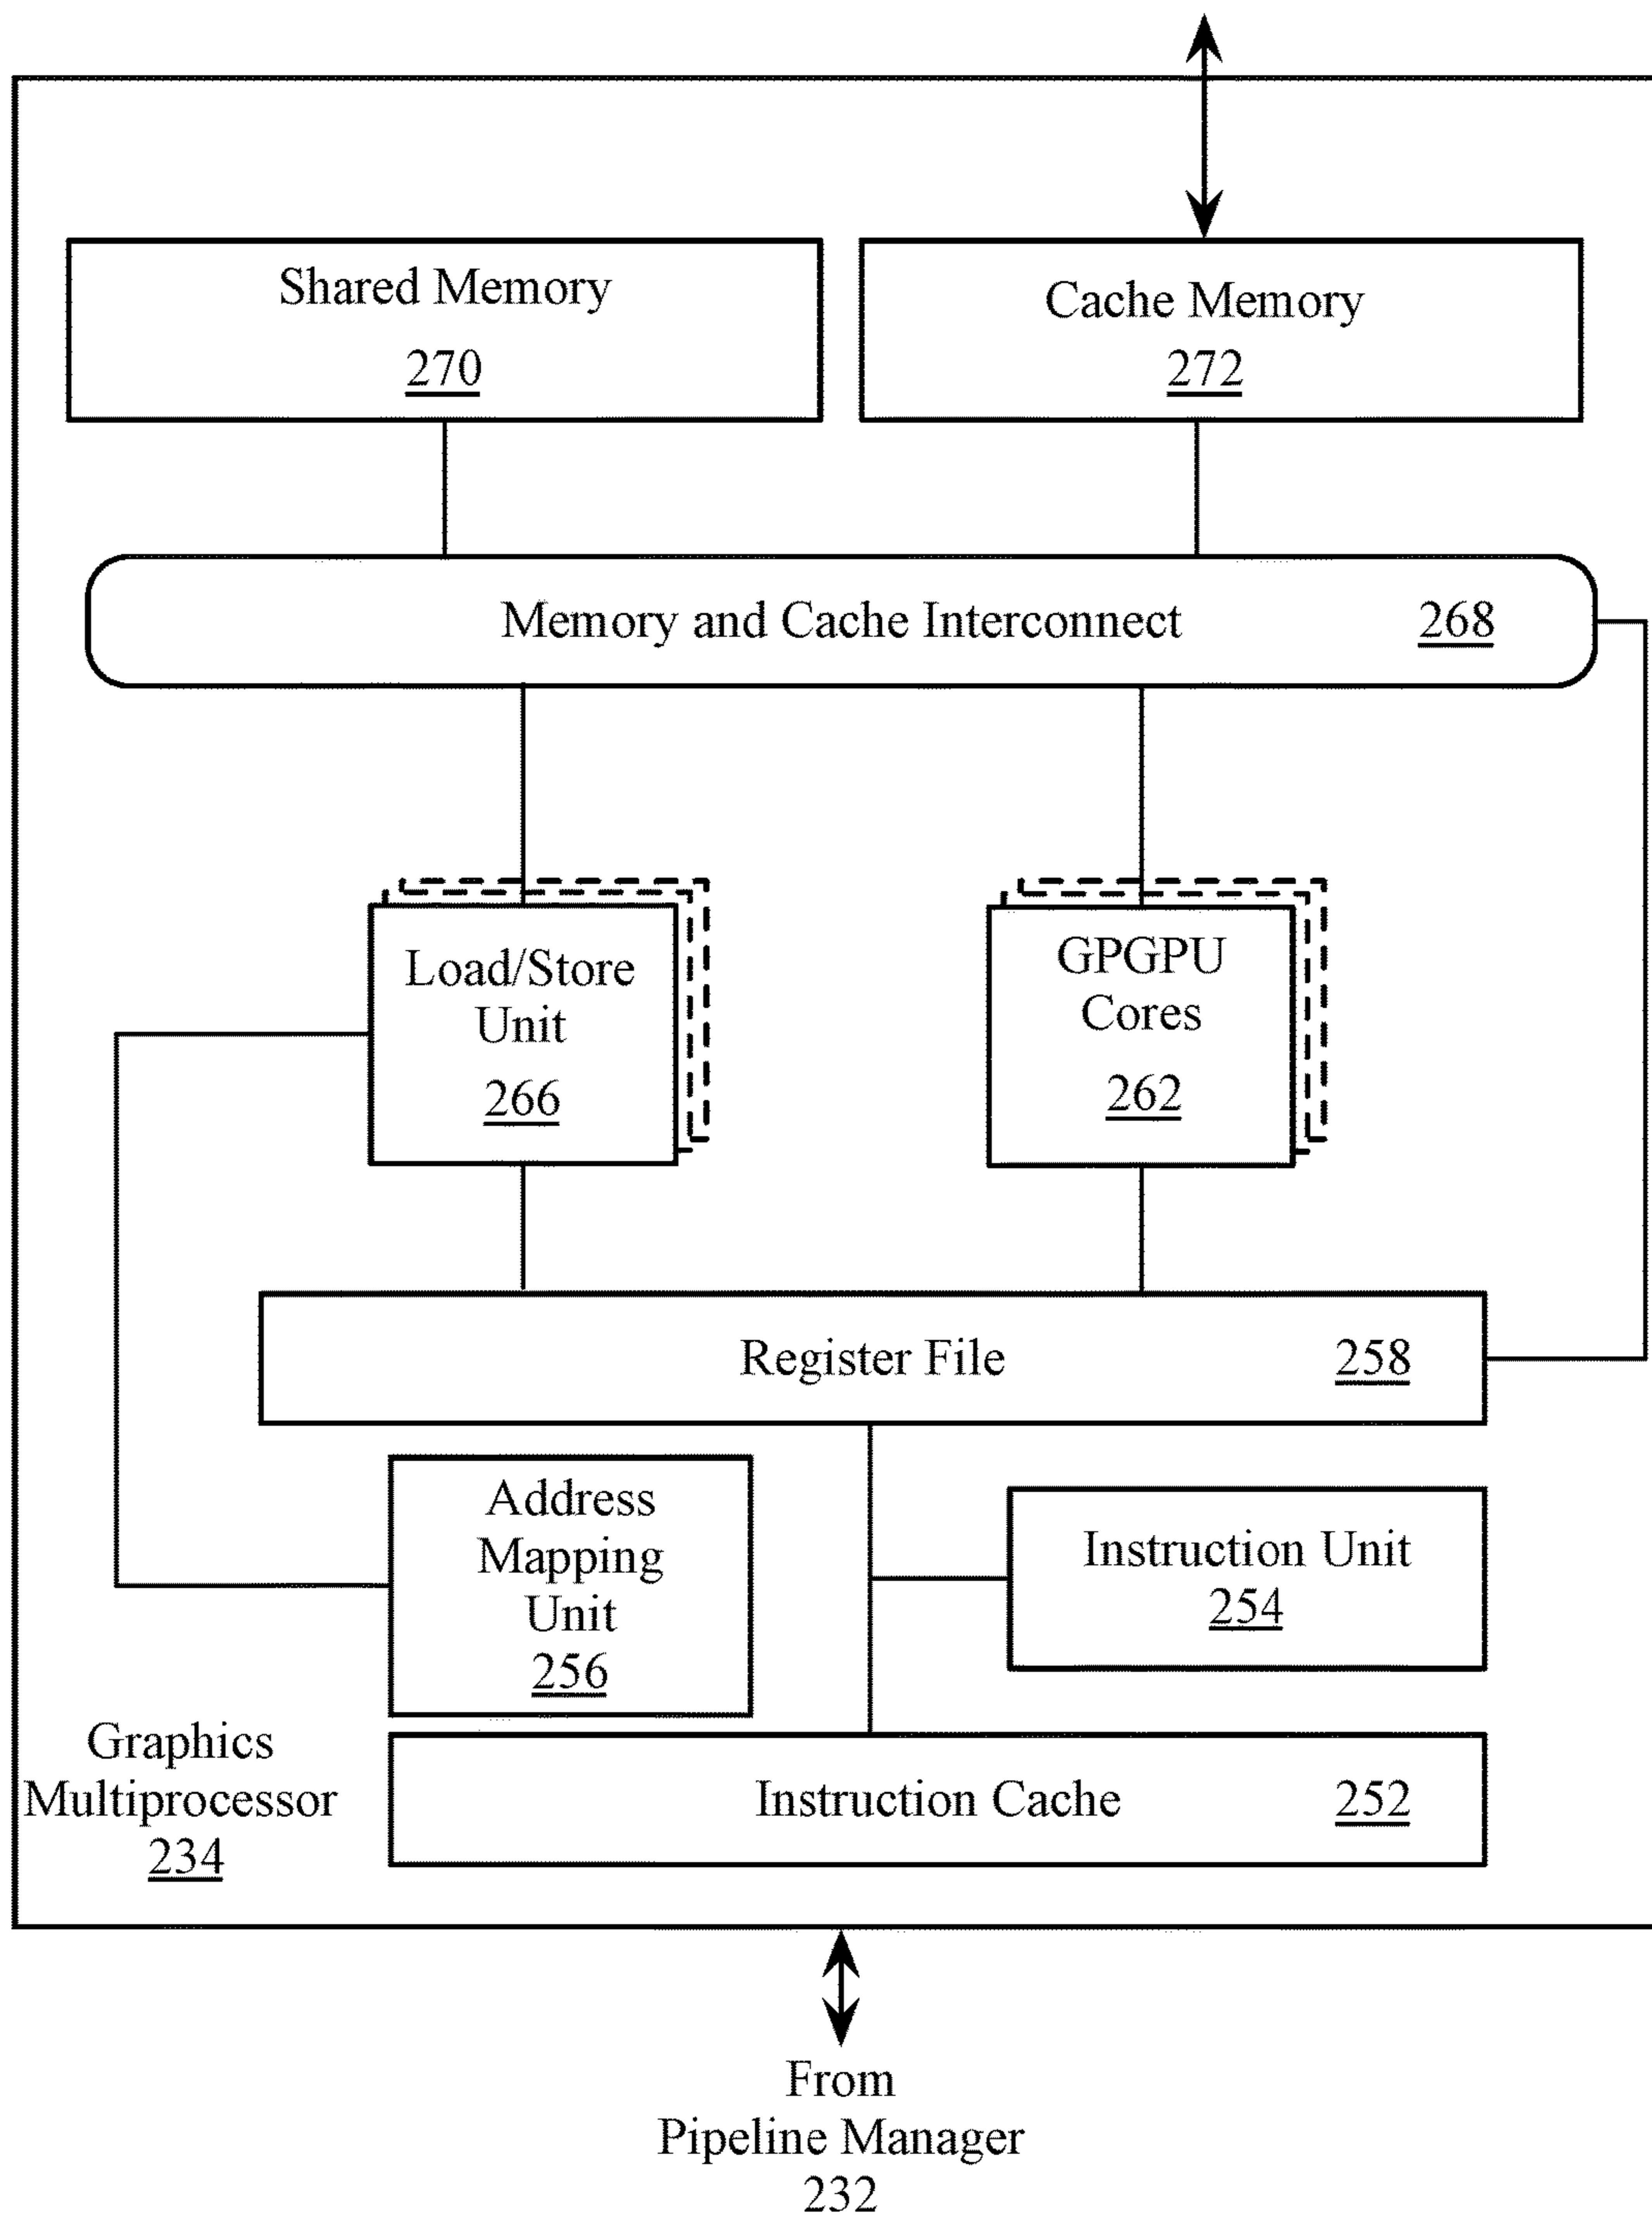 Shared Memory
270
Cache Memory
272
Memory and Cache Interconnect 268
Load/Store
Unit
266
GPGPU
Cores
262
Register File 258
Address
Mapping
Unit
256
Instruction Unit
254
Graphics
Multiprocessor
234
Instruction Cache 252
From
Pipeline Manager
232